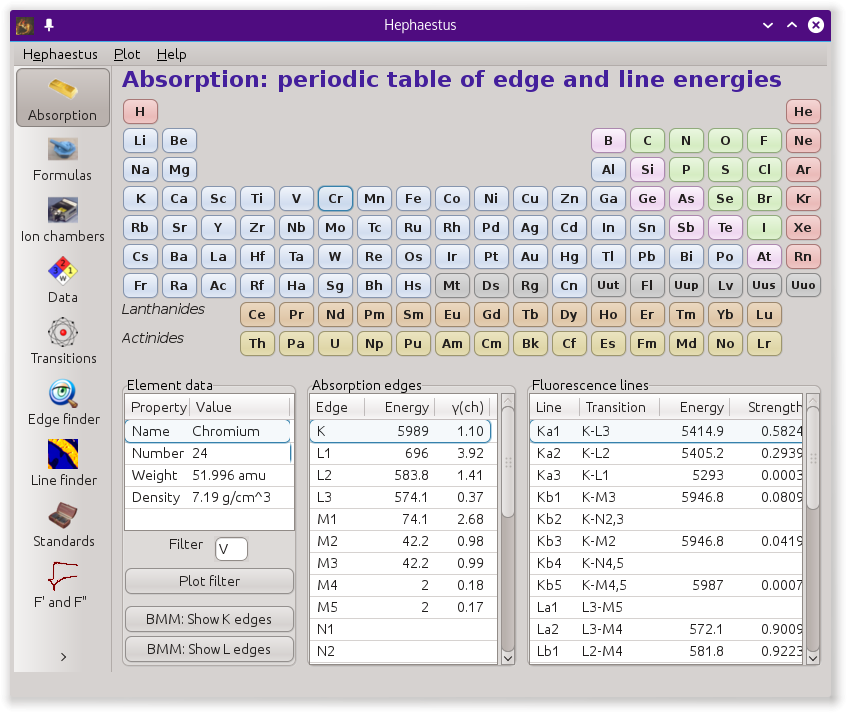 Hephaestus
Hephaestus Plot Help
Absorption
Formulas
Ion chambers
Data
Transitions
Edge finder
Line finder
Standards
F' and F"
Absorption: periodic table of edge and line energies
H He
Li Be B C N O F Ne
Na Mg Al Si P S Cl Ar
K Ca Sc Ti V Cr Mn Fe Co Ni Cu Zn Ga Ge As Se Br Kr
Rb Sr Y Zr Nb Mo Tc Ru Rh Pd Ag Cd In Sn Sb Te I Xe
Cs Ba La Hf Ta W Re Os Ir Pt Au Hg Tl Pb Bi Po At Rn
Fr Ra Ac Rf Ha Sg Bh Hs Mt Ds Rg Cn Uut Fl Uup Lv Uus Uuo
Lanthanides Ce Pr Nd Pm Sm Eu Gd Tb Dy Ho Er Tm Yb Lu
Actinides Th Pa U Np Pu Am Cm Bk Cf Es Fm Md No Lr
Element data
Property Value
Name Chromium
Number 24
Weight 51.996 amu
Density 7.19 g/cm^3
Filter V
Plot filter
BMM: Show K edges
BMM: Show L edges
Absorption edges
Edge Energy γ(ch)
K 5989 1.10
L1 696 3.92
L2 583.8 1.41
L3 574.1 0.37
M1 74.1 2.68
M2 42.2 0.98
M3 42.2 0.99
M4 2 0.18
M5 2 0.17
N1
N2
Fluorescence lines
Line Transition Energy Strength
Ka1 K-L3 5414.9 0.5824
Ka2 K-L2 5405.2 0.2939
Ka3 K-L1 5293 0.0003
Kb1 K-M3 5946.8 0.0809
Kb2 K-N2,3
Kb3 K-M2 5946.8 0.0419
Kb4 K-N4,5
Kb5 K-M4,5 5987 0.0007
La1 L3-M5
La2 L3-M4 572.1 0.9009
Lb1 L2-M4 581.8 0.9223